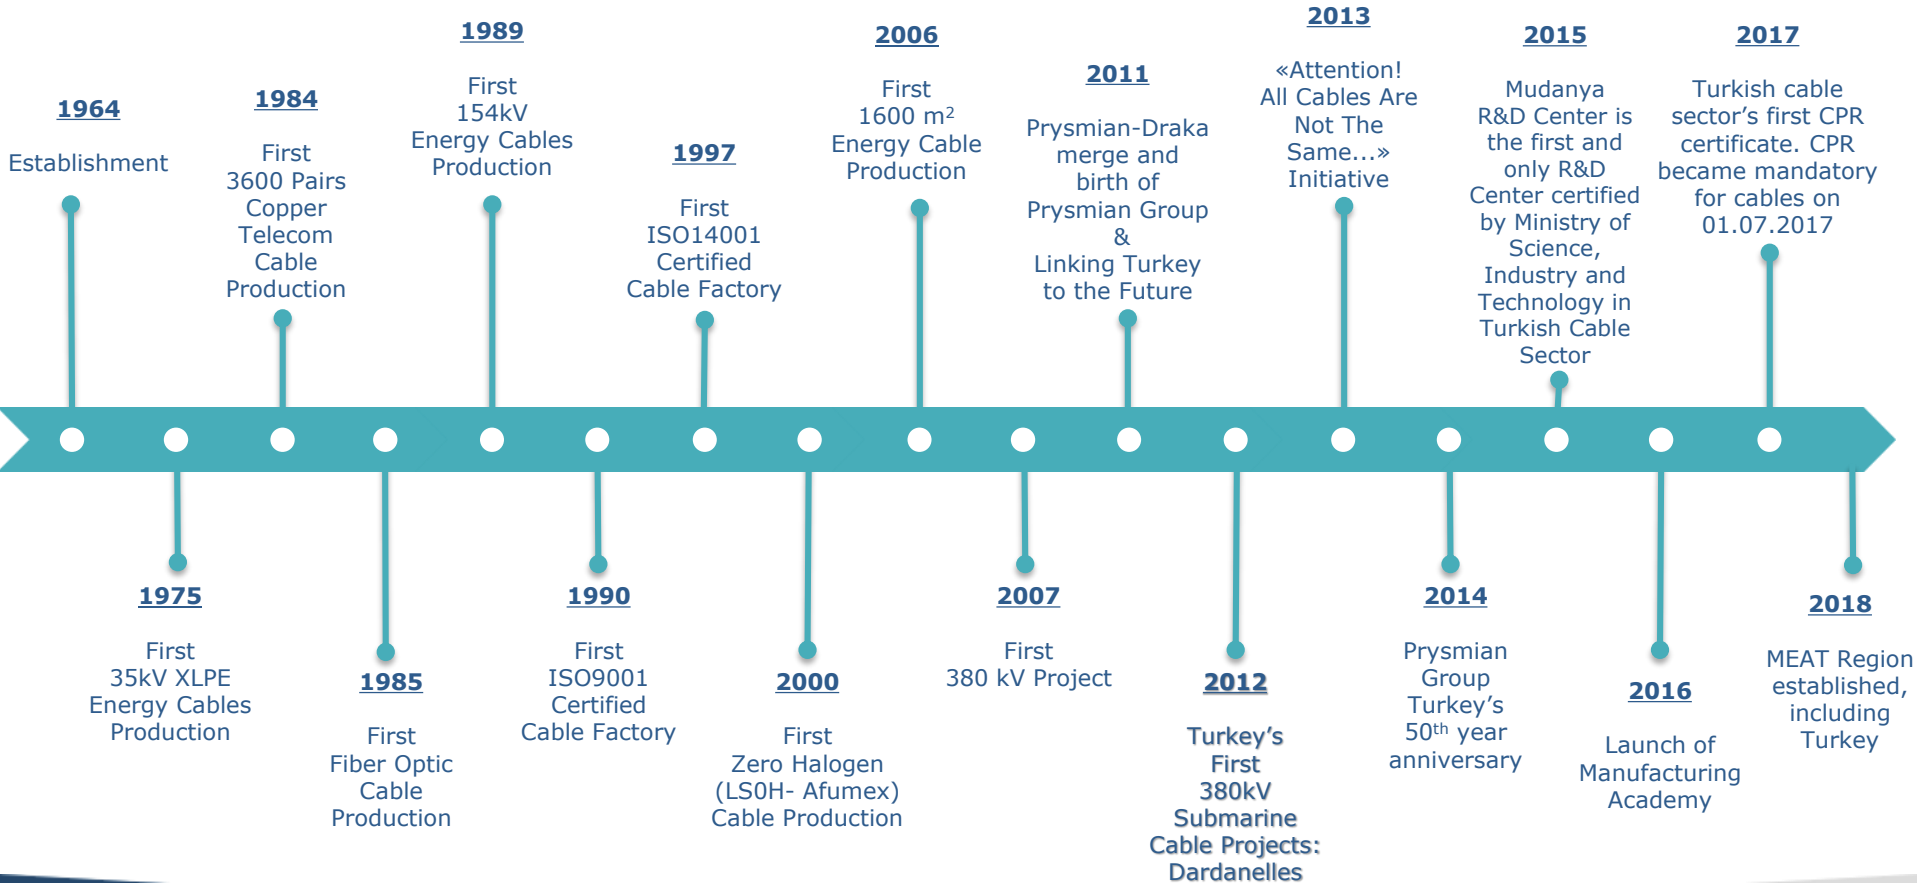 1964
Establishment
1984
First
3600 Pairs
Copper
Telecom
Cable
Production
1989
First
154kV
Energy Cables
Production
1997
First
ISO14001
Certified
Cable Factory
2006
First
1600 m²
Energy Cable
Production
2011
Prysmian-Draka
merge and
birth of
Prysmian Group
&
Linking Turkey
to the Future
2013
«Attention!
All Cables Are
Not The
Same...»
Initiative
2015
Mudanya
R&D Center is
the first and
only R&D
Center certified
by Ministry of
Science,
Industry and
Technology in
Turkish Cable
Sector
2017
Turkish cable
sector’s first CPR
certificate. CPR
became mandatory
for cables on
01.07.2017
1975
First
35kV XLPE
Energy Cables
Production
1985
First
Fiber Optic
Cable
Production
1990
First
ISO9001
Certified
Cable Factory
2000
First
Zero Halogen
(LS0H- Afumex)
Cable Production
2007
First
380 kV Project
2012
Turkey’s
First
380kV
Submarine
Cable Projects:
Dardanelles
2014
Prysmian
Group
Turkey’s
50th year
anniversary
2016
Launch of
Manufacturing
Academy
2018
MEAT Region
established,
including
Turkey